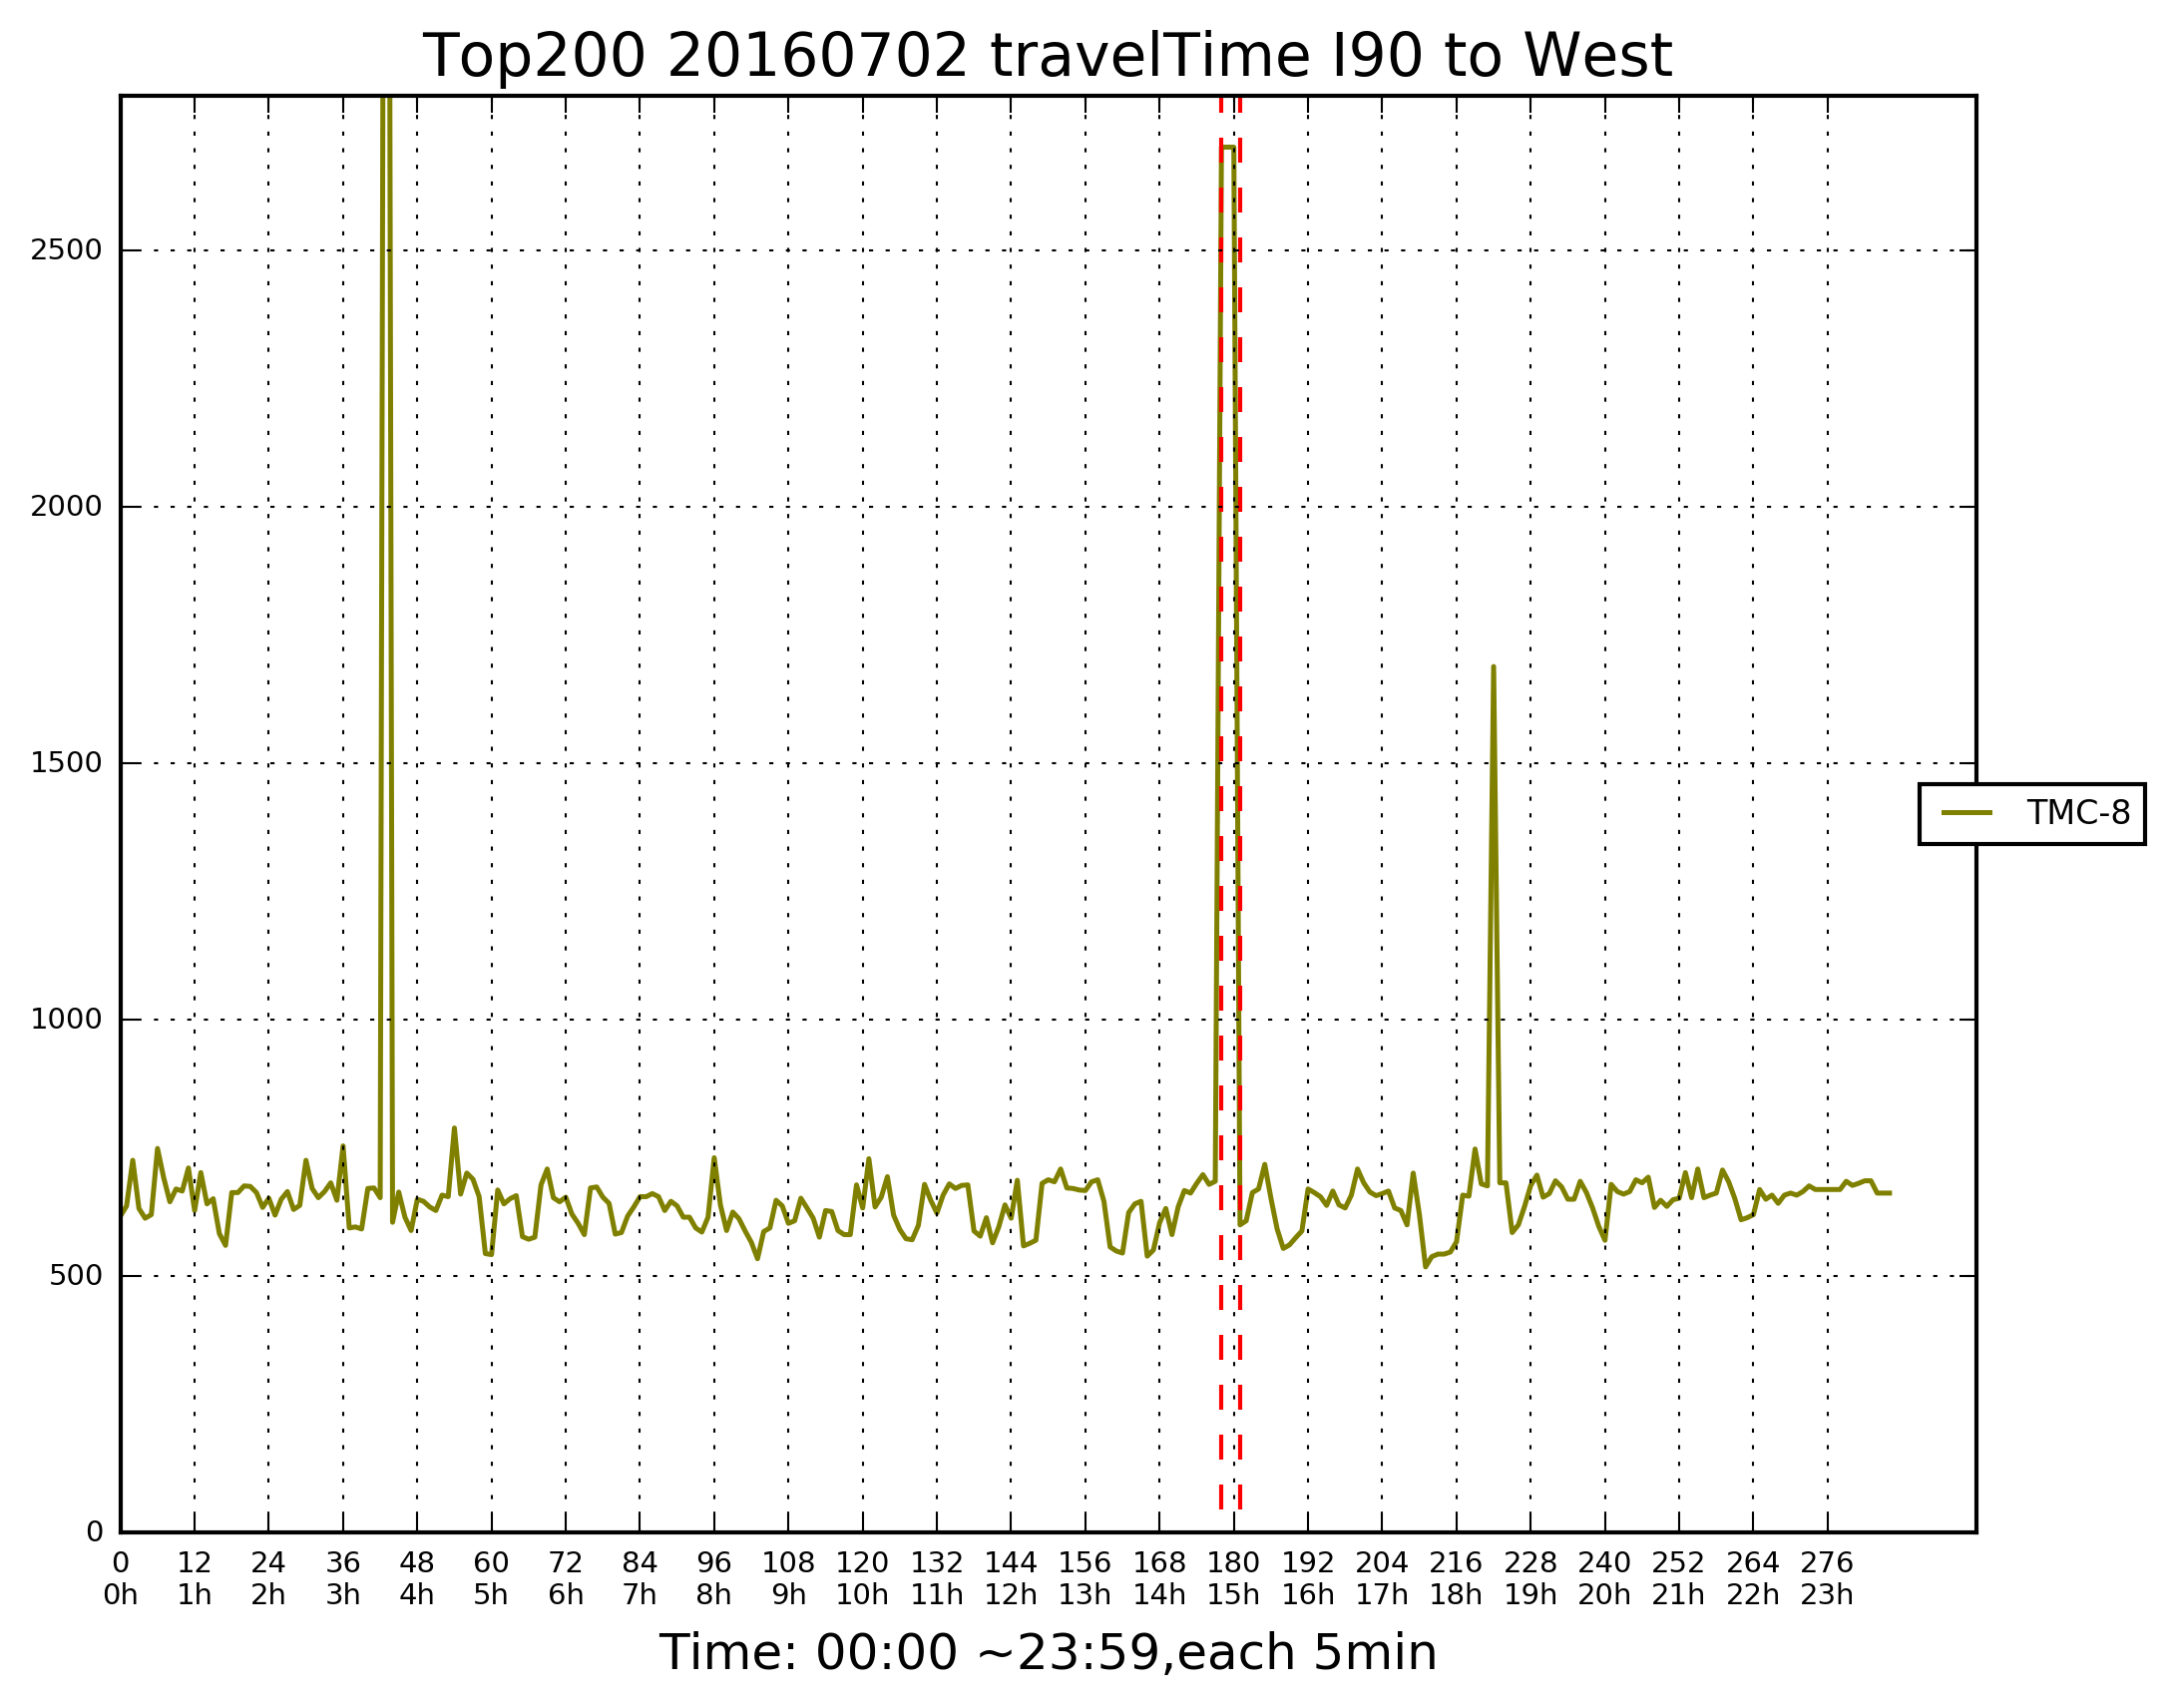 Top200 20160702 travelTime I90 to West
2500
2000
1500
1000
500
0
TMC-8
0 12 24 36 48 60 72 84 96 108 120 132 144 156 168 180 192 204 216 228 240 252 264 276
0h 1h 2h 3h 4h 5h 6h 7h 8h 9h 10h 11h 12h 13h 14h 15h 16h 17h 18h 19h 20h 21h 22h 23h
Time: 00:00 ~23:59,each 5min